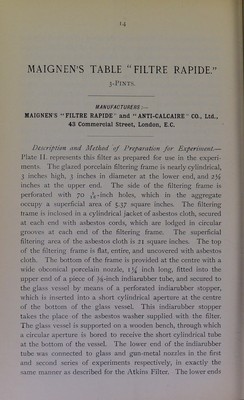 14
MAIGNEN'S TABLE "FILTRE RAPIDE."
3-PINTS.
MANUFACTURERS :—
MAIGNEN'S "FILTRE RAPIDE" and "ANTI-CALCAIRE" CO., Ltd.,
43 Commercial Street, London, E.C.
Description and Method of Preparation for Experiment.—
Plate II. represents this filter as prepared for use in the experi-
ments. The glazed porcelain filtering frame is nearly cylindrical,
3 inches high, 3 inches in diameter at the lower end, and 2¾
inches at the upper end. The side of the filtering frame is
perforated with 70 -inch holes, which in the aggregate
occupy a superficial area of 5.37 square inches. The filtering
frame is inclosed in a cylindrical jacket of asbestos cloth, secured
at each end with asbestos cords, which are lodged in circular
grooves at each end of the filtering frame. The superficial
filtering area of the asbestos cloth is 21 square inches. The top
of the filtering frame is flat, entire, and uncovered with asbestos
cloth. The bottom of the frame is provided at the centre with a
wide obconical porcelain nozzle, 1¾ inch long, fitted into the
upper end of a piece of ¾-inch indiarubber tube, and secured to
the glass vessel by means of a perforated indiarubber stopper,
which is inserted into a short cylindrical aperture at the centre
of the bottom of the glass vessel. This indiarubber stopper
takes the place of the asbestos washer supplied with the filter.
The glass vessel is supported on a wooden bench, through which
a circular aperture is bored to receive the short cylindrical tube
at the bottom of the vessel. The lower end of the indiarubber
tube was connected to glass and gun-metal nozzles in the first
and second series of experiments respectively, in exactly the
same manner as described for the Atkins Filter. The lower ends